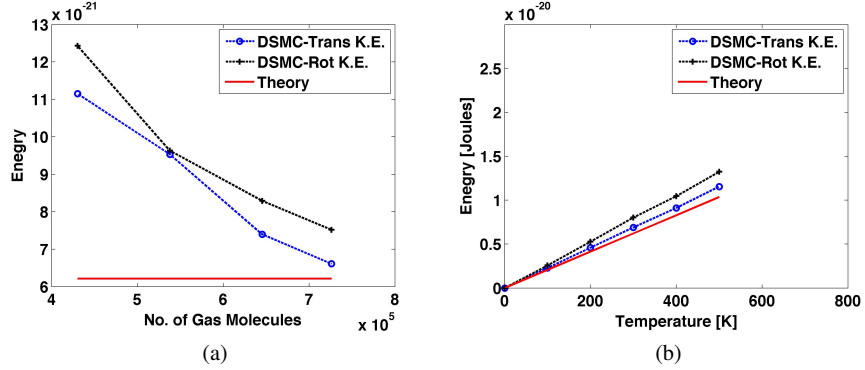 x 10^-21
13
12
11
10
9
8
7
6
Enegry
4
5
6
7
8
x 10^5
No. of Gas Molecules
DSMC-Trans K.E.
DSMC-Rot K.E.
Theory
(a)
x 10^-20
3
2.5
2
1.5
1
0.5
0
Enegry [Joules]
0
200
400
600
800
Temperature [K]
DSMC-Trans K.E.
DSMC-Rot K.E.
Theory
(b)